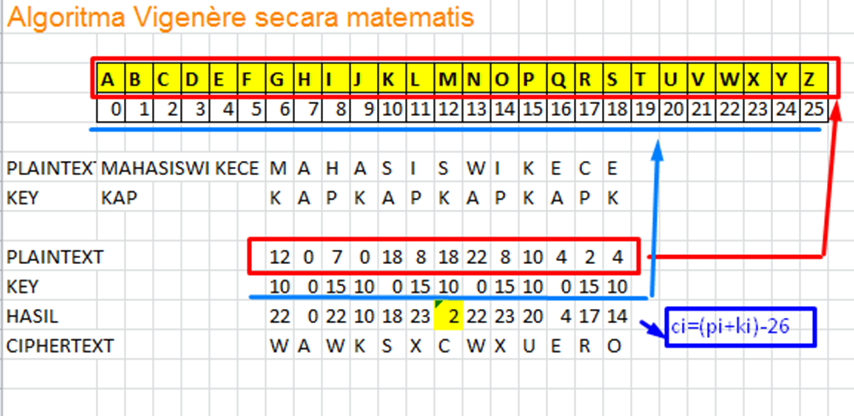 Algoritma Vigenère secara matematis
A B C D E F G H I J K L M N O P Q R S T U V W X Y Z
0 1 2 3 4 5 6 7 8 9 10 11 12 13 14 15 16 17 18 19 20 21 22 23 24 25
PLAINTEXT MAHASISWI KECE M A H A S I S W I K E C E
KEY KAP K A P K A P K A P K A P K
PLAINTEXT 12 0 7 0 18 8 18 22 8 10 4 2 4
KEY 10 0 15 10 0 15 10 0 15 10 0 15 10
HASIL 22 0 22 10 18 23 2 22 23 20 4 17 14
ci=(pi+ki)-26
CIPHERTEXT W A W K S X C W X U E R O